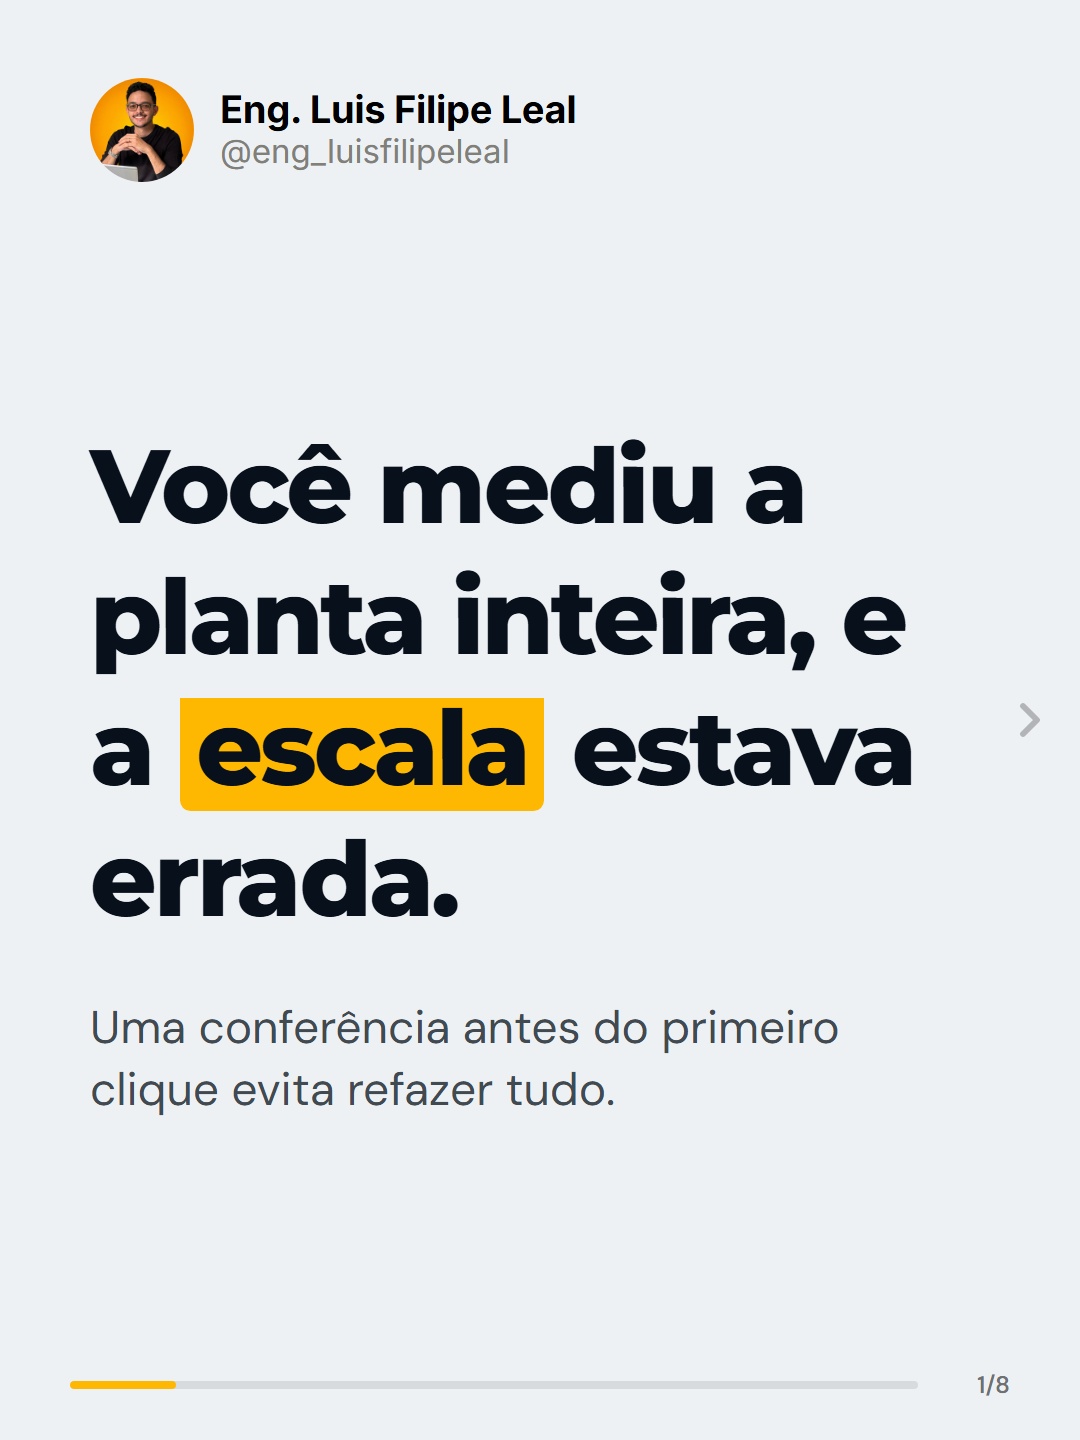 Eng. Luis Filipe Leal
@eng_luisfilipeleal
Você mediu a
planta inteira, e
a escala estava
errada.
Uma conferência antes do primeiro
clique evita refazer tudo.
1/8